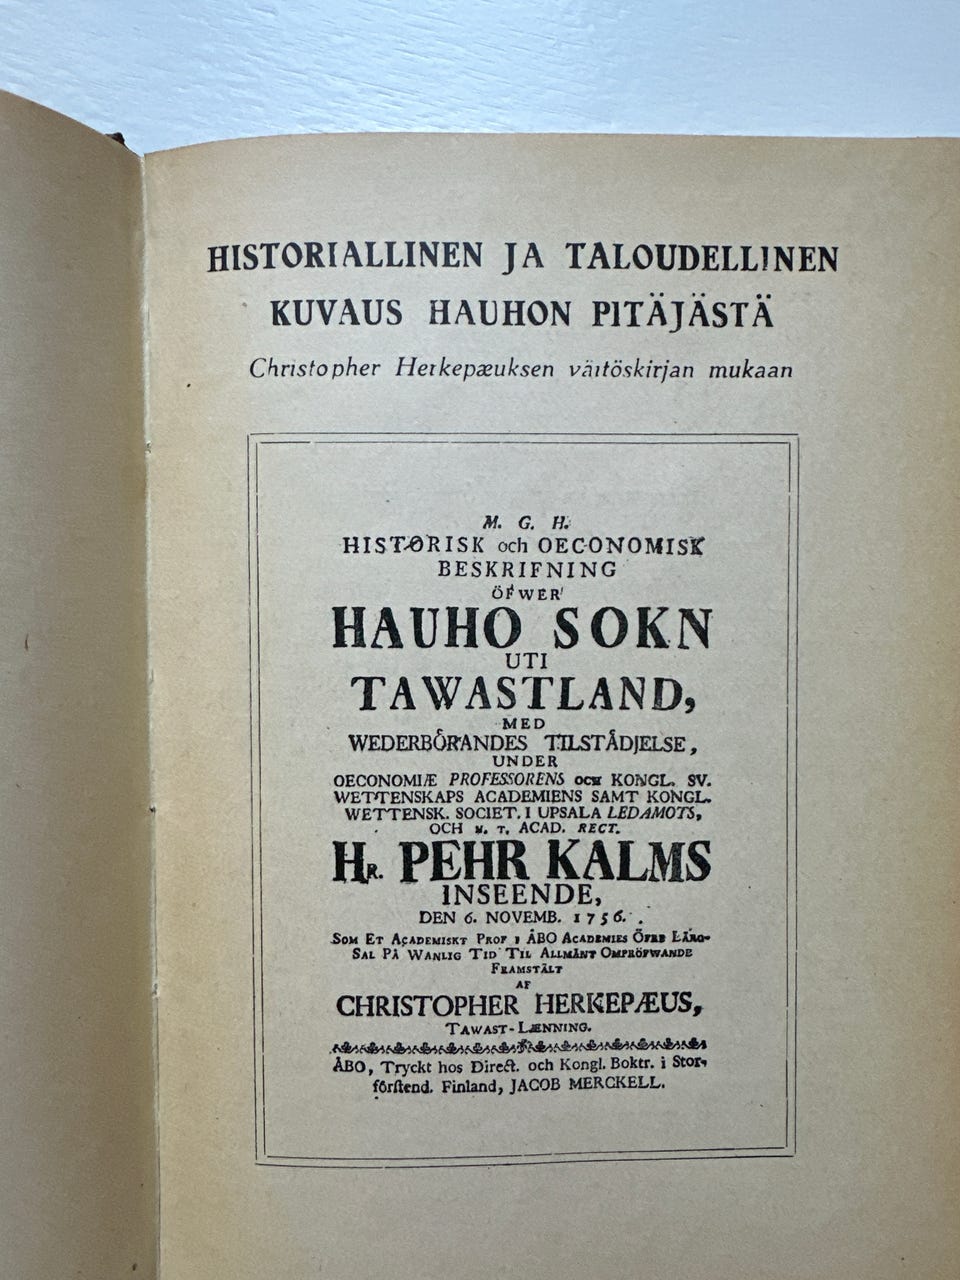 HISTORIALLINEN JA TALOUDELLINEN
KUVAUS HAUHON PITÄJÄSTÄ
Christopher Herkepæuksen väitöskirjan mukaan
M. G. H.
HISTORISK och OECONOMISK
BESKRIFNING
ÖFWER
HAUHO SOKN
UTI
TAWASTLAND,
MED
WEDERBÖRANDES TILSTÅDJELSE,
UNDER
OECONOMIÆ PROFESSORENS och KONGL. SV.
WETTENSKAPS ACADEMIENS SAMT KONGL.
WETTENSK. SOCIET. I UPSALA LEDAMOTS,
OCH N. T. ACAD. RECT.
HR. PEHR KALMS
INSEENDE,
DEN 6. NOVEMB. 1756.
SOM ET ACADEMISKT PROF I ÅBO ACADEMIES ÖFRE LÄRO-
SAL PÅ WANLIG TID TIL ALLMÄNT OMPRÖFWANDE
FRAMSTÄLT
AF
CHRISTOPHER HERKEPÆUS,
TAWAST-LÆNNING.
ÅBO, Tryckt hos Direct. och Kongl. Boktr. i Stor-
förstend. Finland, JACOB MERCKELL.